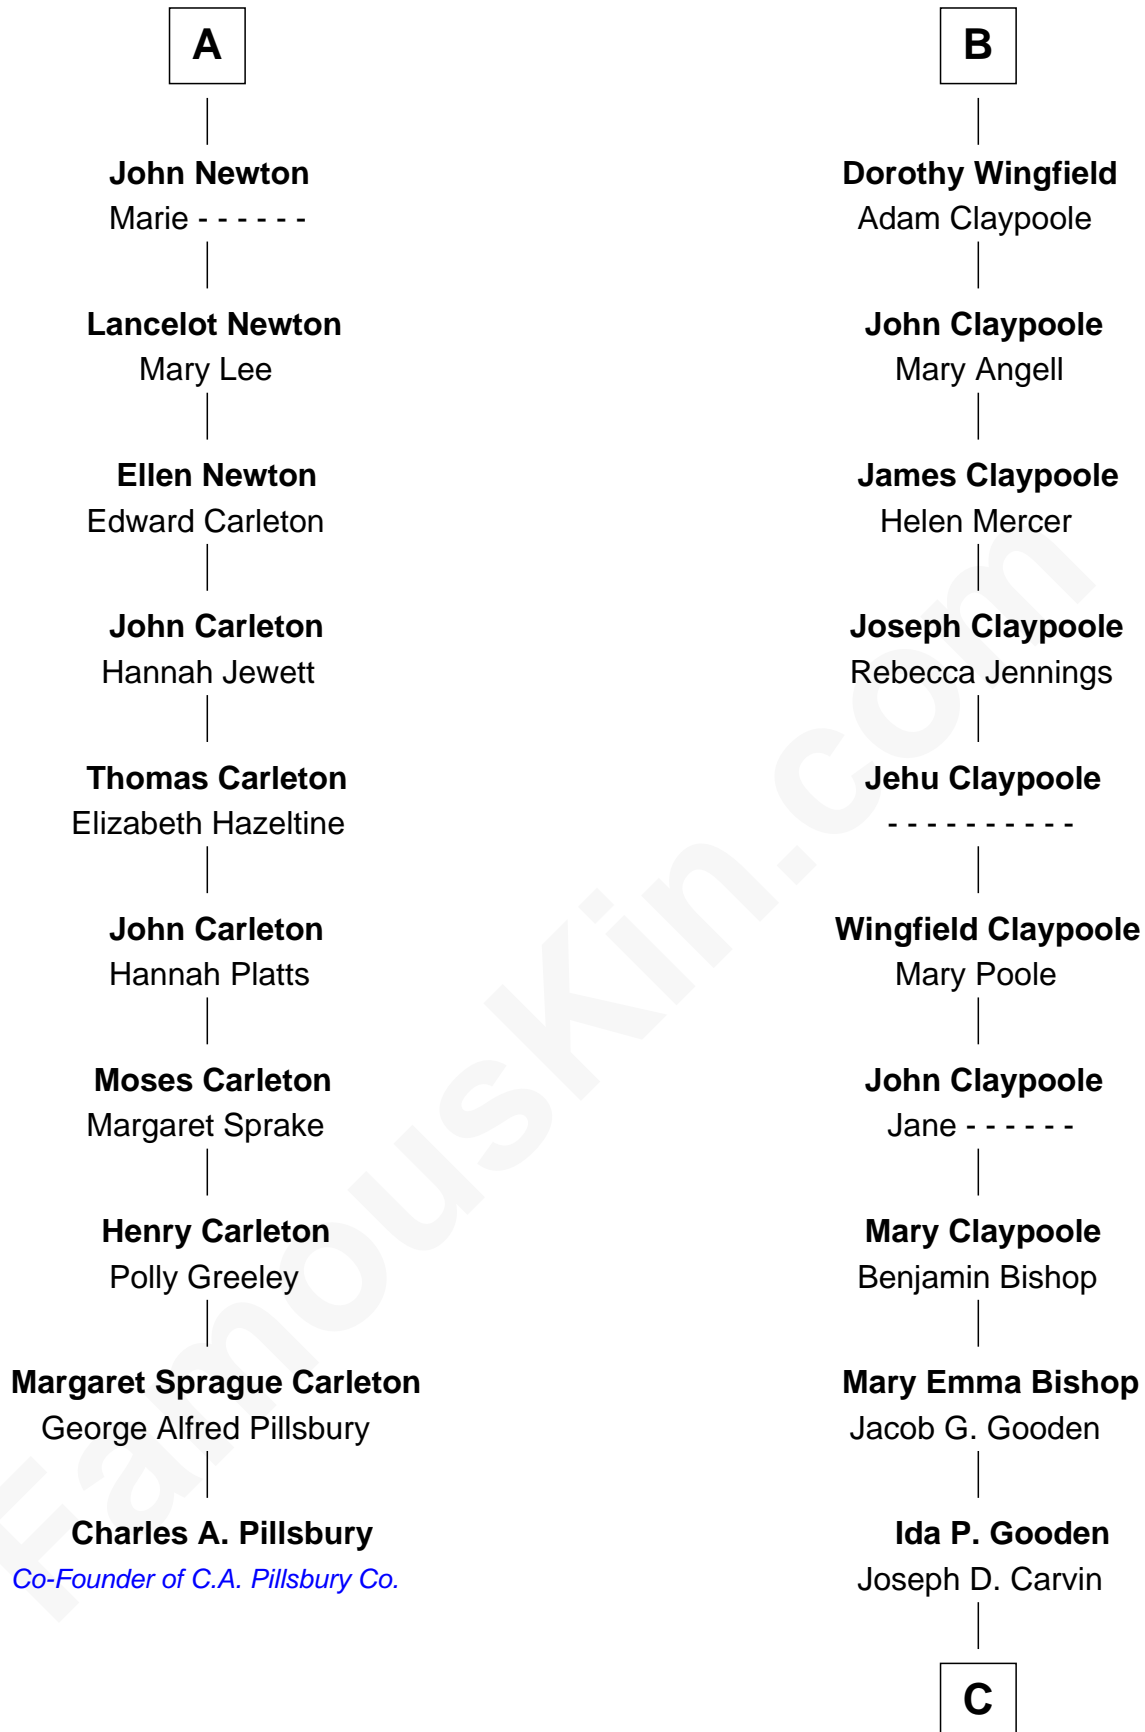 A
John Newton
Marie - - - - - -
Lancelot Newton
Mary Lee
Ellen Newton
Edward Carleton
John Carleton
Hannah Jewett
Thomas Carleton
Elizabeth Hazeltine
John Carleton
Hannah Platts
Moses Carleton
Margaret Sprake
Henry Carleton
Polly Greeley
Margaret Sprague Carleton
George Alfred Pillsbury
Charles A. Pillsbury
Co-Founder of C.A. Pillsbury Co.
B
Dorothy Wingfield
Adam Claypoole
John Claypoole
Mary Angell
James Claypoole
Helen Mercer
Joseph Claypoole
Rebecca Jennings
Jehu Claypoole
- - - - - - - - - -
Wingfield Claypoole
Mary Poole
John Claypoole
Jane - - - - - -
Mary Claypoole
Benjamin Bishop
Mary Emma Bishop
Jacob G. Gooden
Ida P. Gooden
Joseph D. Carvin
C
FamousKin.com